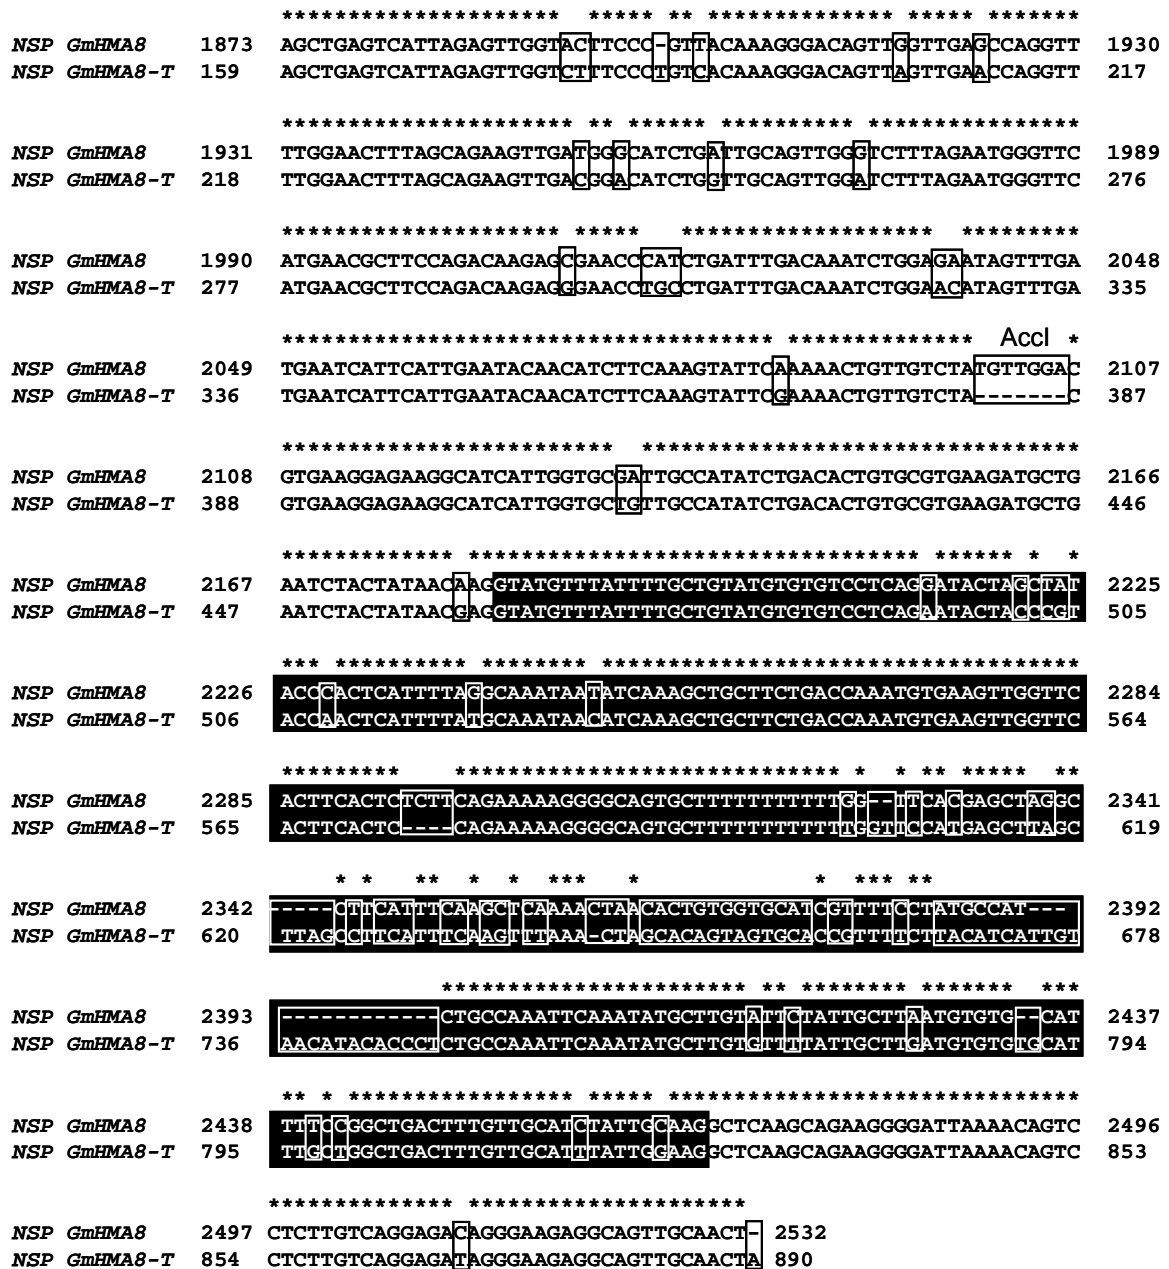 ********************* ***** ** ************** ***** *******
NSP GmHMA8 1873 AGCTGAGTCATTAGAGTTGGTACTTCCC-GTTACAAAGGGACAGTTGGTTGAGCCAGGTT 1930
NSP GmHMA8-T 159 AGCTGAGTCATTAGAGTTGGTCTTTCCCTGTCACAAAGGGACAGTTAGTTGAACCAGGTT 217
********************** ** ****** ********** ****************
NSP GmHMA8 1931 TTGGAACTTTAGCAGAAGTTGATGGGCATCTGATTGCAGTTGGGTCTTTAGAATGGGTTC 1989
NSP GmHMA8-T 218 TTGGAACTTTAGCAGAAGTTGACGGACATCTGGTTGCAGTTGGATCTTTAGAATGGGTTC 276
********************* ***** ******************* *********
NSP GmHMA8 1990 ATGAACGCTTCCAGACAAGAGCGAACCCATCTGATTTGACAAATCTGGAGAATAGTTTGA 2048
NSP GmHMA8-T 277 ATGAACGCTTCCAGACAAGAGGGAACCTGCCTGATTTGACAAATCTGGAACATAGTTTGA 335
AccI
************************************* ************** *
NSP GmHMA8 2049 TGAATCATTCATTGAATACAACATCTTCAAAGTATTCAAAAACTGTTGTCTATGTTGGAC 2107
NSP GmHMA8-T 336 TGAATCATTCATTGAATACAACATCTTCAAAGTATTCGAAAACTGTTGTCTA-------C 387
************************* *********************************
NSP GmHMA8 2108 GTGAAGGAGAAGGCATCATTGGTGCGATTGCCATATCTGACACTGTGCGTGAAGATGCTG 2166
NSP GmHMA8-T 388 GTGAAGGAGAAGGCATCATTGGTGCTGTTGCCATATCTGACACTGTGCGTGAAGATGCTG 446
************* ********************************** ****** * *
NSP GmHMA8 2167 AATCTACTATAACAAGGTATGTTTATTTTGCTGTATGTGTGTCCTCAGGATACTAGCTAT 2225
NSP GmHMA8-T 447 AATCTACTATAACGAGGTATGTTTATTTTGCTGTATGTGTGTCCTCAGAATACTACCCGT 505
*** ********** ******** ************************************
NSP GmHMA8 2226 ACCCACTCATTTTAGGCAAATAATATCAAAGCTGCTTCTGACCAAATGTGAAGTTGGTTC 2284
NSP GmHMA8-T 506 ACCAACTCATTTTATGCAAATAACATCAAAGCTGCTTCTGACCAAATGTGAAGTTGGTTC 564
********* ***************************** * * ** ***** **
NSP GmHMA8 2285 ACTTCACTCTCTTCAGAAAAAGGGGCAGTGCTTTTTTTTTTTGG--TTCACGAGCTAGGC 2341
NSP GmHMA8-T 565 ACTTCACTC----CAGAAAAAGGGGCAGTGCTTTTTTTTTTTTGGTTCCATGAGCTTAGC 619
* * ** * * *** * * *** **
NSP GmHMA8 2342 -----CTTCATTTCAAGCTCAAAACTAACACTGTGGTGCATCGTTTTCCTATGCCAT--- 2392
NSP GmHMA8-T 620 TTAGCCTTCATTTCAAGTTTAAA-CTAGCACAGTAGTGCACCGTTTTCTTACATCATTGT 678
*********************** ** ********* ******* ***
NSP GmHMA8 2393 ------------CTGCCAAATTCAAATATGCTTGTATTCTATTGCTTAATGTGTG--CAT 2437
NSP GmHMA8-T 736 AACATACACCCTCTGCCAAATTCAAATATGCTTGTGTTTTATTGCTTGATGTGTGTGCAT 794
** * ***************** ***** *******************************
NSP GmHMA8 2438 TTTCCGGCTGACTTTGTTGCATCTATTGCAAGGCTCAAGCAGAAGGGGATTAAAACAGTC 2496
NSP GmHMA8-T 795 TTGCTGGCTGACTTTGTTGCATTTATTGGAAGGCTCAAGCAGAAGGGGATTAAAACAGTC 853
************** *********************
NSP GmHMA8 2497 CTCTTGTCAGGAGACAGGGAAGAGGCAGTTGCAACT- 2532
NSP GmHMA8-T 854 CTCTTGTCAGGAGATAGGGAAGAGGCAGTTGCAACTA 890